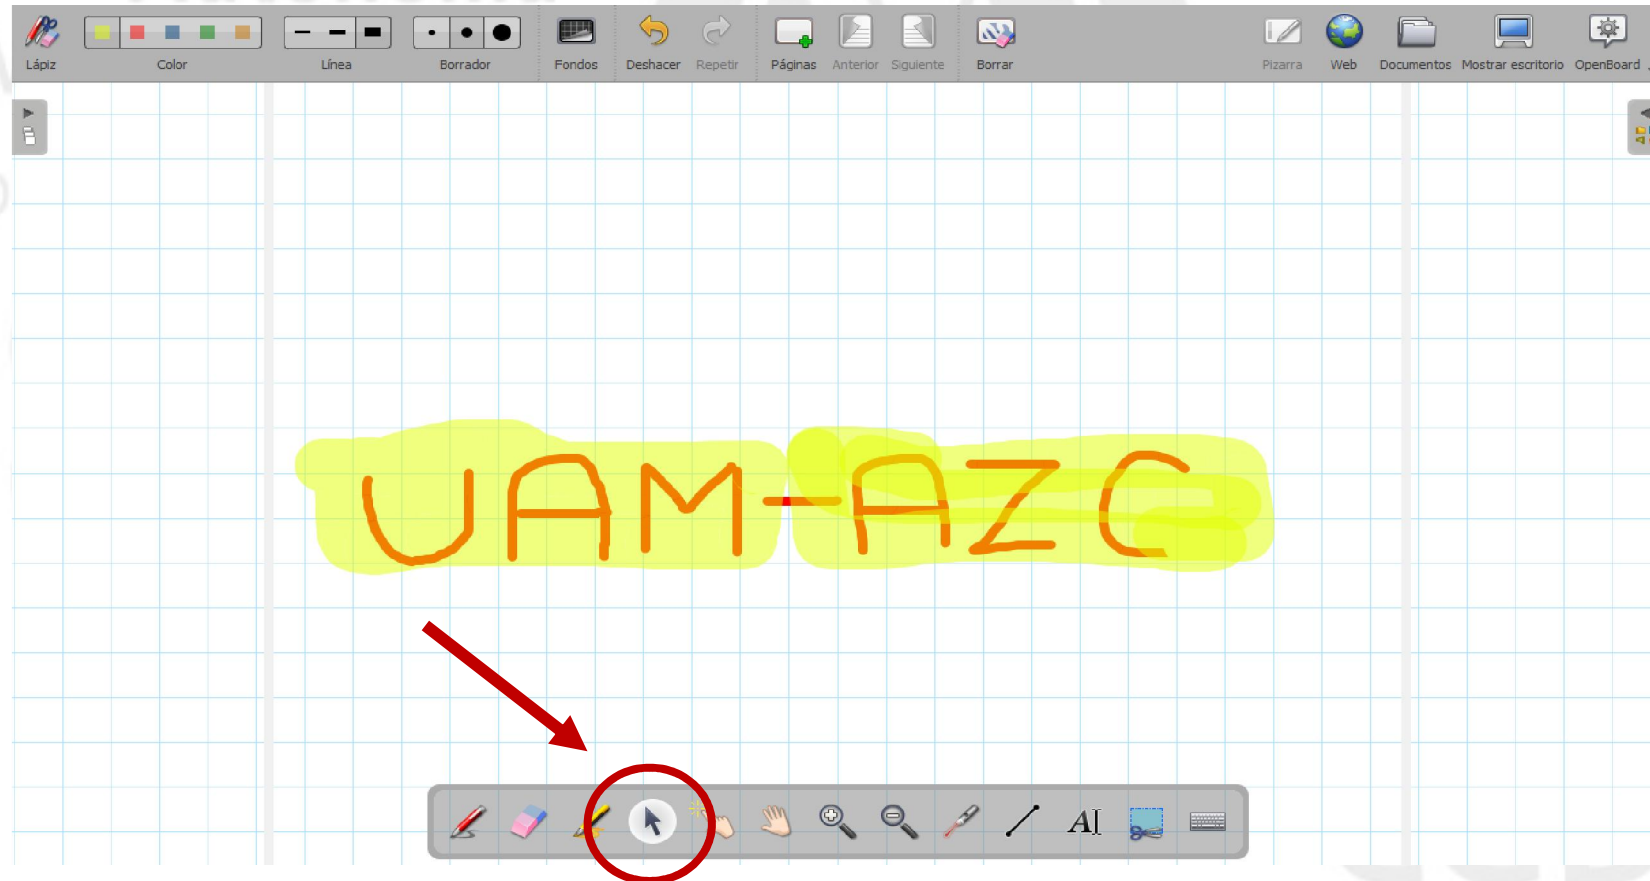 Lápiz Color Línea Borrador Fondos Deshacer Repetir Páginas Anterior Siguiente Borrar Pizarra Web Documentos Mostrar escritorio OpenBoard
UAM-AZC
AI